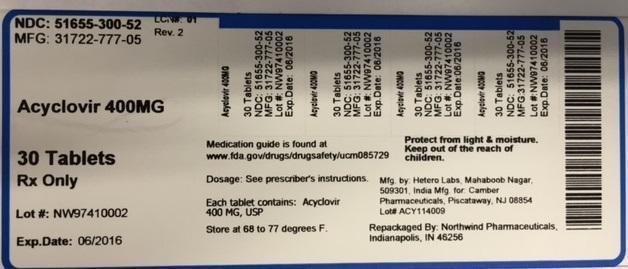 NDC: 51655-300-52
MFG: 31722-777-05
LCN#: 01
Rev. 2
Acyclovir 400MG
30 Tablets
Rx Only
Lot #: NW97410002
Exp.Date: 06/2016
Acyclovir 400MG
30 Tablets
NDC: 51655-300-52
MFG: 31722-777-05
Lot #: NW97410002
Exp.Date: 06/2016
Acyclovir 400MG
30 Tablets
NDC: 51655-300-52
MFG: 31722-777-05
Lot #: NW97410002
Exp.Date: 06/2016
Acyclovir 400MG
30 Tablets
NDC: 51655-300-52
MFG: 31722-777-05
Lot #: NW97410002
Exp.Date: 06/2016
Acyclovir 400MG
30 Tablets
NDC: 51655-300-52
MFG: 31722-777-05
Lot #: NW97410002
Exp.Date: 06/2016
Medication guide is found at
www.fda.gov/drugs/drugsafety/ucm085729
Dosage: See prescriber's instructions.
Each tablet contains: Acyclovir
400 MG, USP
Store at 68 to 77 degrees F.
Protect from light & moisture.
Keep out of the reach of
children.
Mfg. by: Hetero Labs, Mahaboob Nagar,
509301, India Mfg. for: Camber
Pharmaceuticals, Piscataway, NJ 08854
Lot# ACY114009
Repackaged By: Northwind Pharmaceuticals,
Indianapolis, IN 46256